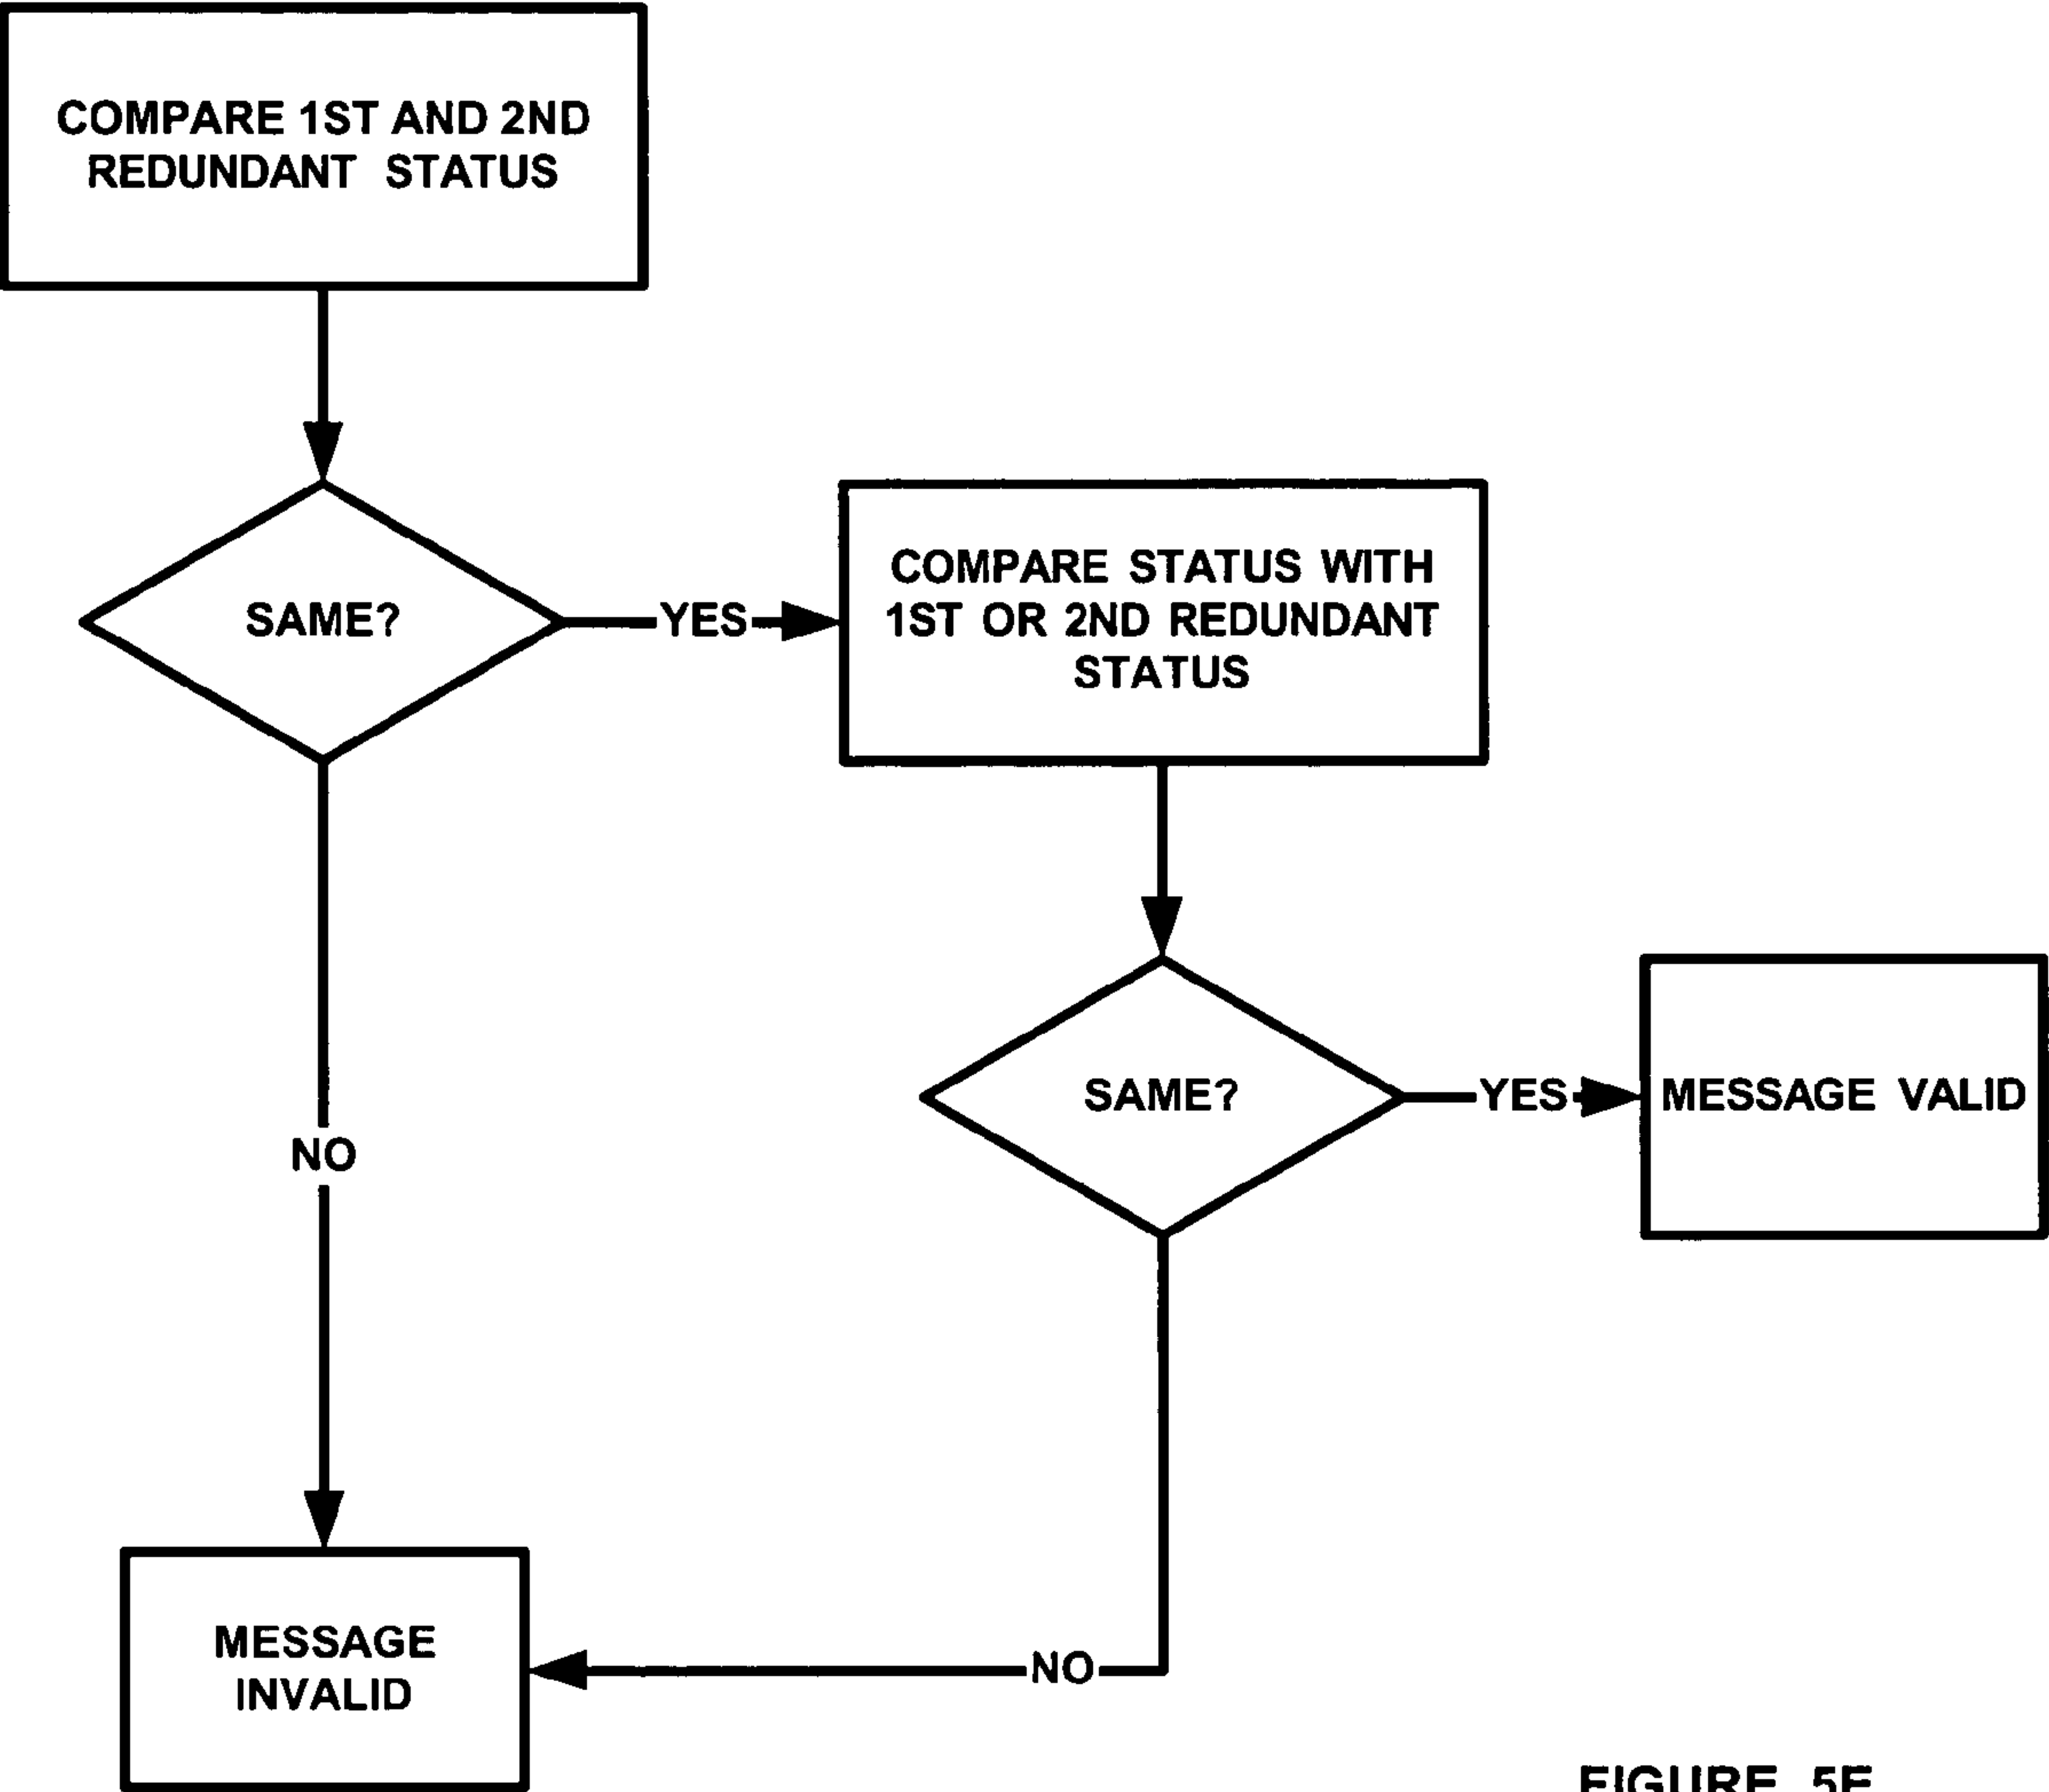 COMPARE 1ST AND 2ND
REDUNDANT STATUS
SAME?
YES
COMPARE STATUS WITH
1ST OR 2ND REDUNDANT
STATUS
SAME?
YES
MESSAGE VALID
NO
MESSAGE
INVALID
NO
FIGURE